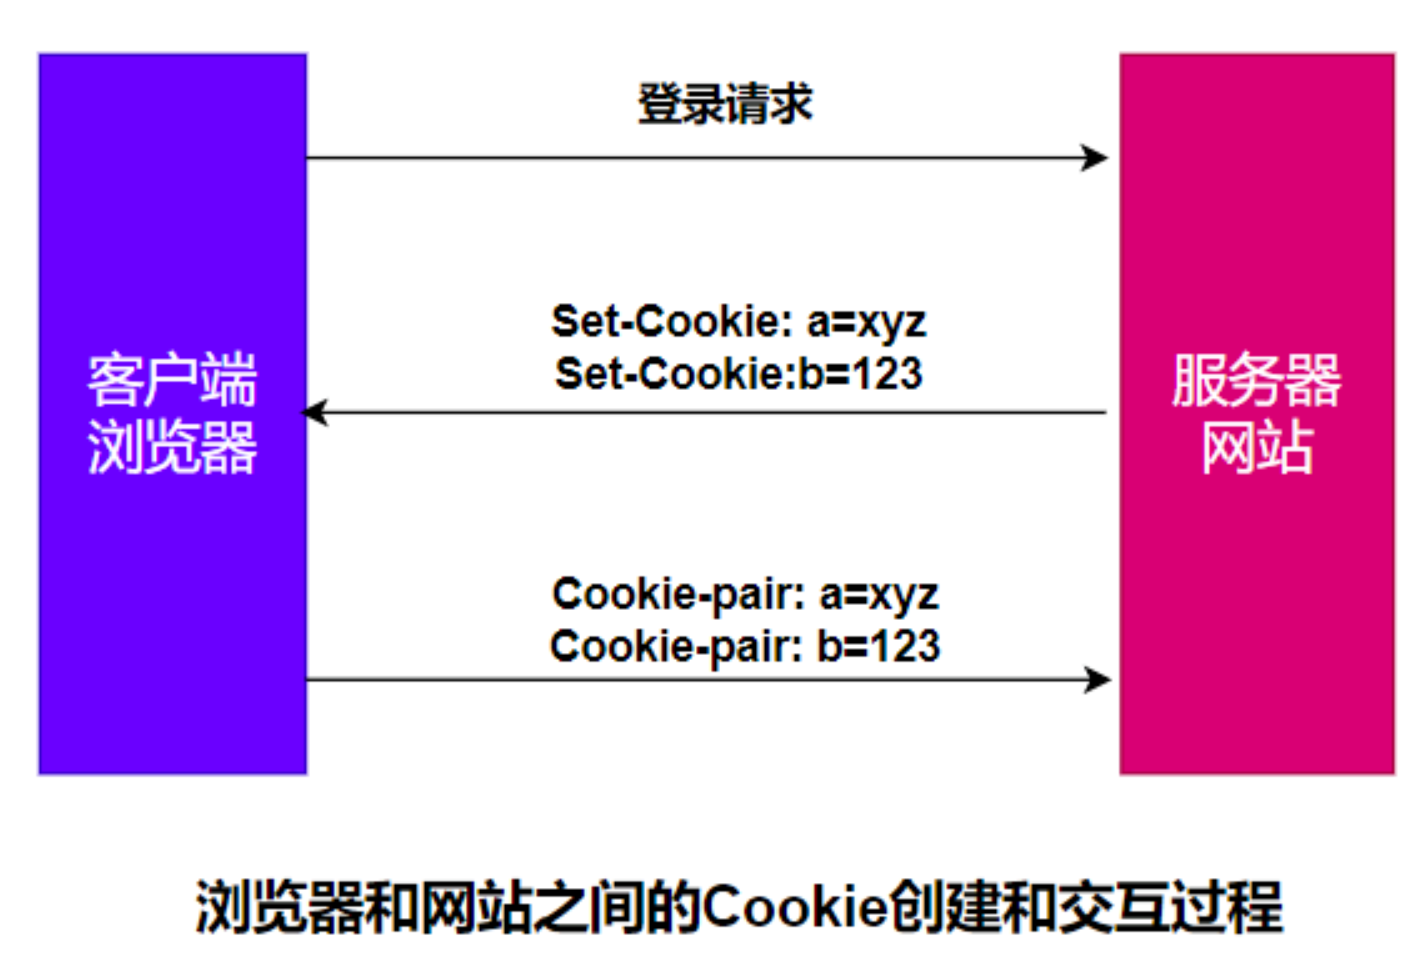 登录请求
Set-Cookie: a=xyz
Set-Cookie:b=123
客户端
浏览器
服务器
网站
Cookie-pair: a=xyz
Cookie-pair: b=123
浏览器和网站之间的Cookie创建和交互过程